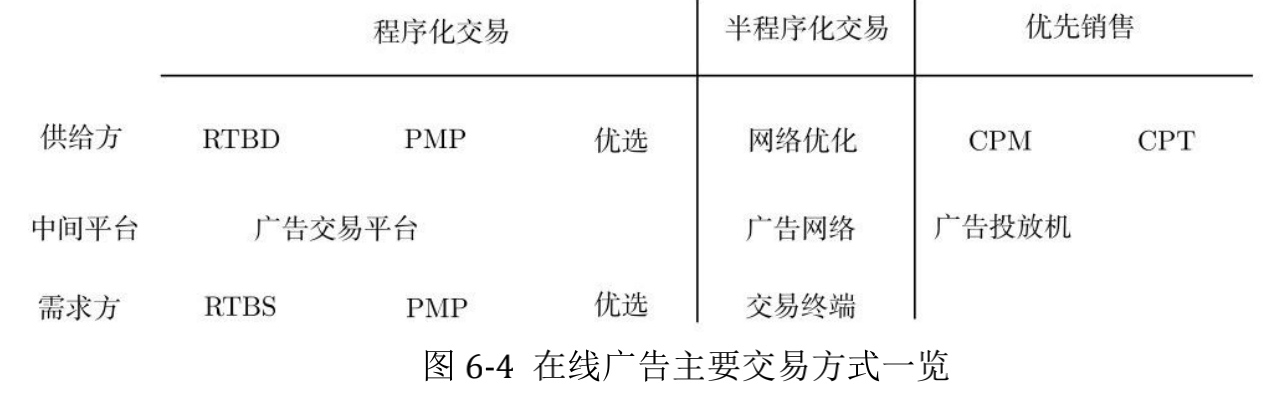 程序化交易 半程序化交易 优先销售
供给方 RTBD PMP 优选 网络优化 CPM CPT
中间平台 广告交易平台 广告网络 广告投放机
需求方 RTBS PMP 优选 交易终端
图 6-4 在线广告主要交易方式一览